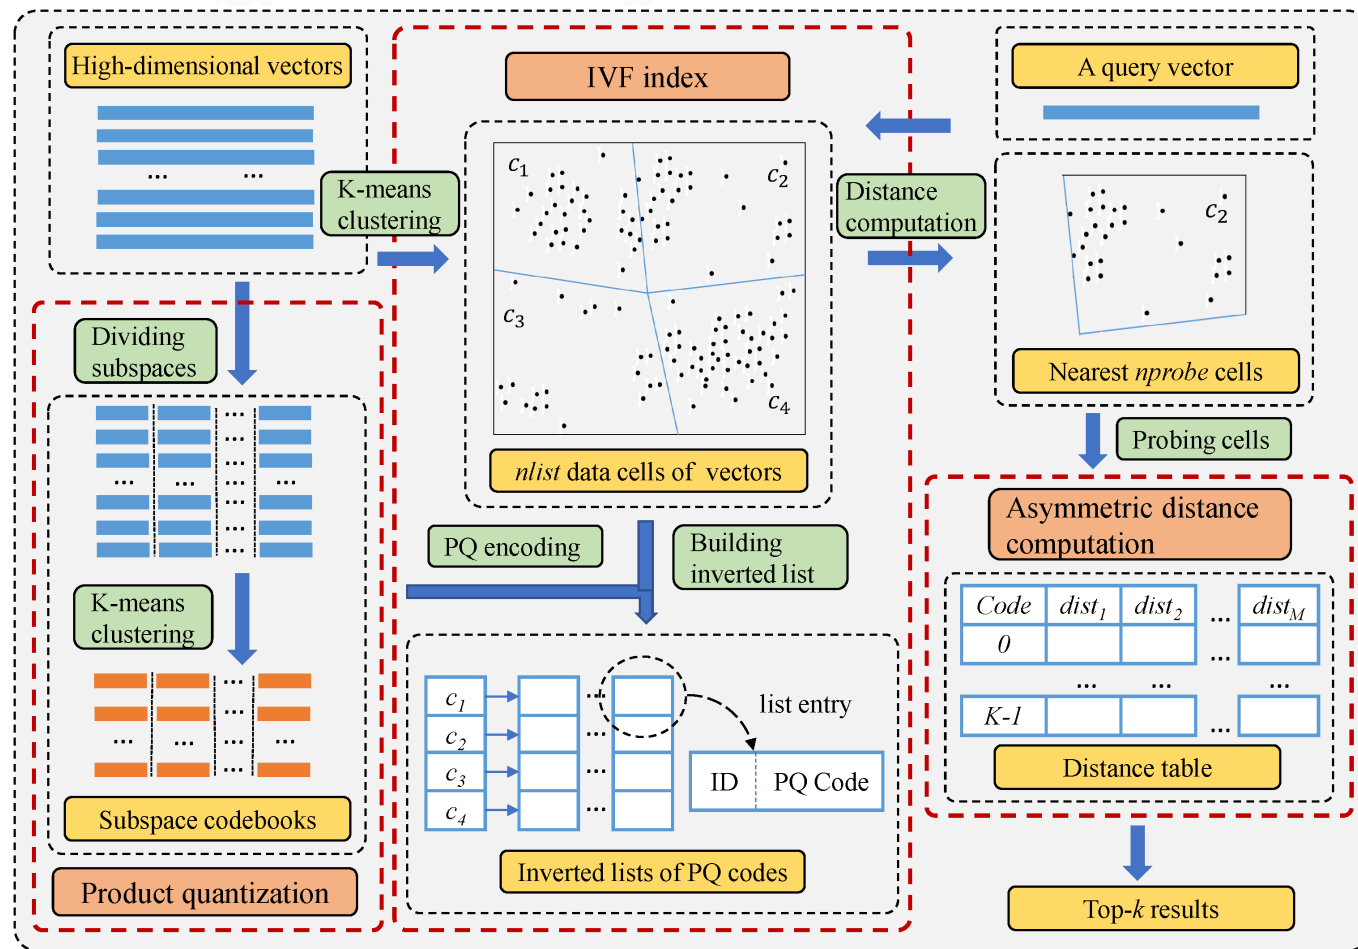 High-dimensional vectors
...
...
K-means
clustering
Dividing
subspaces
...
...
...
...
...
...
...
...
...
...
K-means
clustering
...
...
...
...
...
...
...
Subspace codebooks
Product quantization
IVF index
c1
c2
c3
c4
nlist data cells of vectors
PQ encoding
Building
inverted list
c1
c2
c3
c4
...
...
...
...
list entry
ID
PQ Code
Inverted lists of PQ codes
A query vector
Distance
computation
c2
Nearest nprobe cells
Probing cells
Asymmetric distance
computation
Code dist1 dist2 ... distM
0 ...
... ... ...
K-1 ...
Distance table
Top-k results